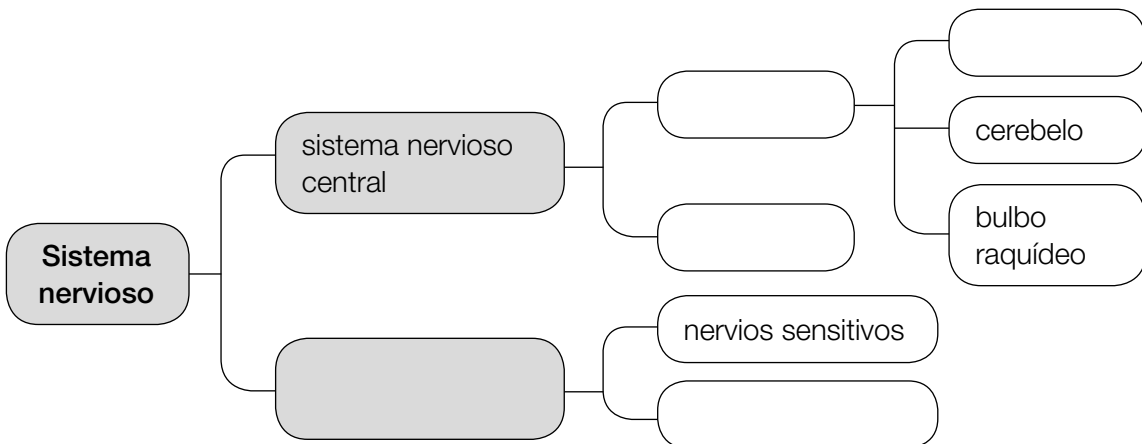 Sistema
nervioso
sistema nervioso
central
cerebelo
bulbo
raquídeo
nervios sensitivos